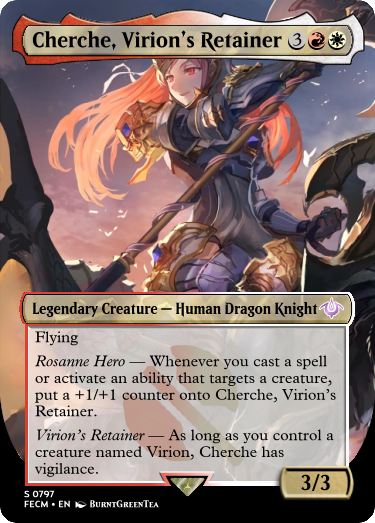 Cherche, Virion's Retainer 3
Legendary Creature — Human Dragon Knight
Flying
Rosanne Hero — Whenever you cast a spell
or activate an ability that targets a creature,
put a +1/+1 counter onto Cherche, Virion's
Retainer.
Virion's Retainer — As long as you control a
creature named Virion, Cherche has
vigilance.
3/3
S 0797
FECM • EN BurntGreenTea